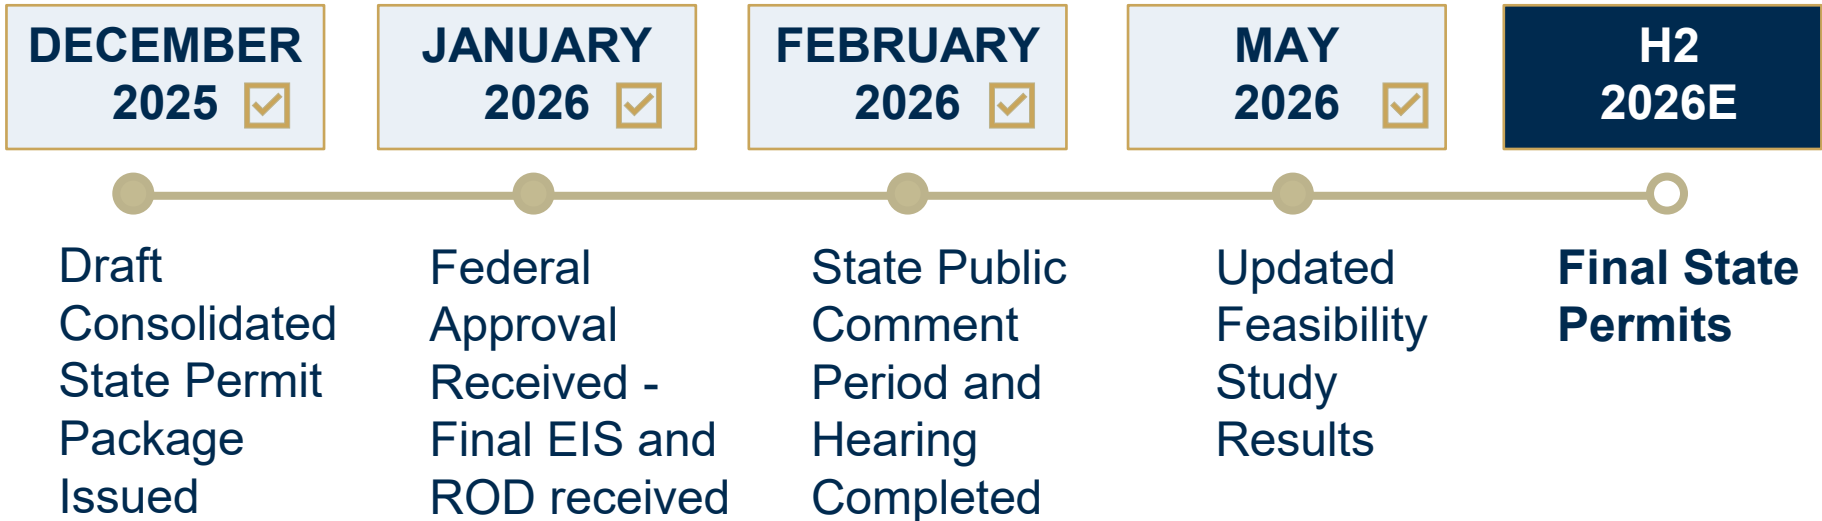 DECEMBER
2025
JANUARY
2026
FEBRUARY
2026
MAY
2026
H2
2026E
Draft
Consolidated
State Permit
Package
Issued
Federal
Approval
Received -
Final EIS and
ROD received
State Public
Comment
Period and
Hearing
Completed
Updated
Feasibility
Study
Results
Final State
Permits